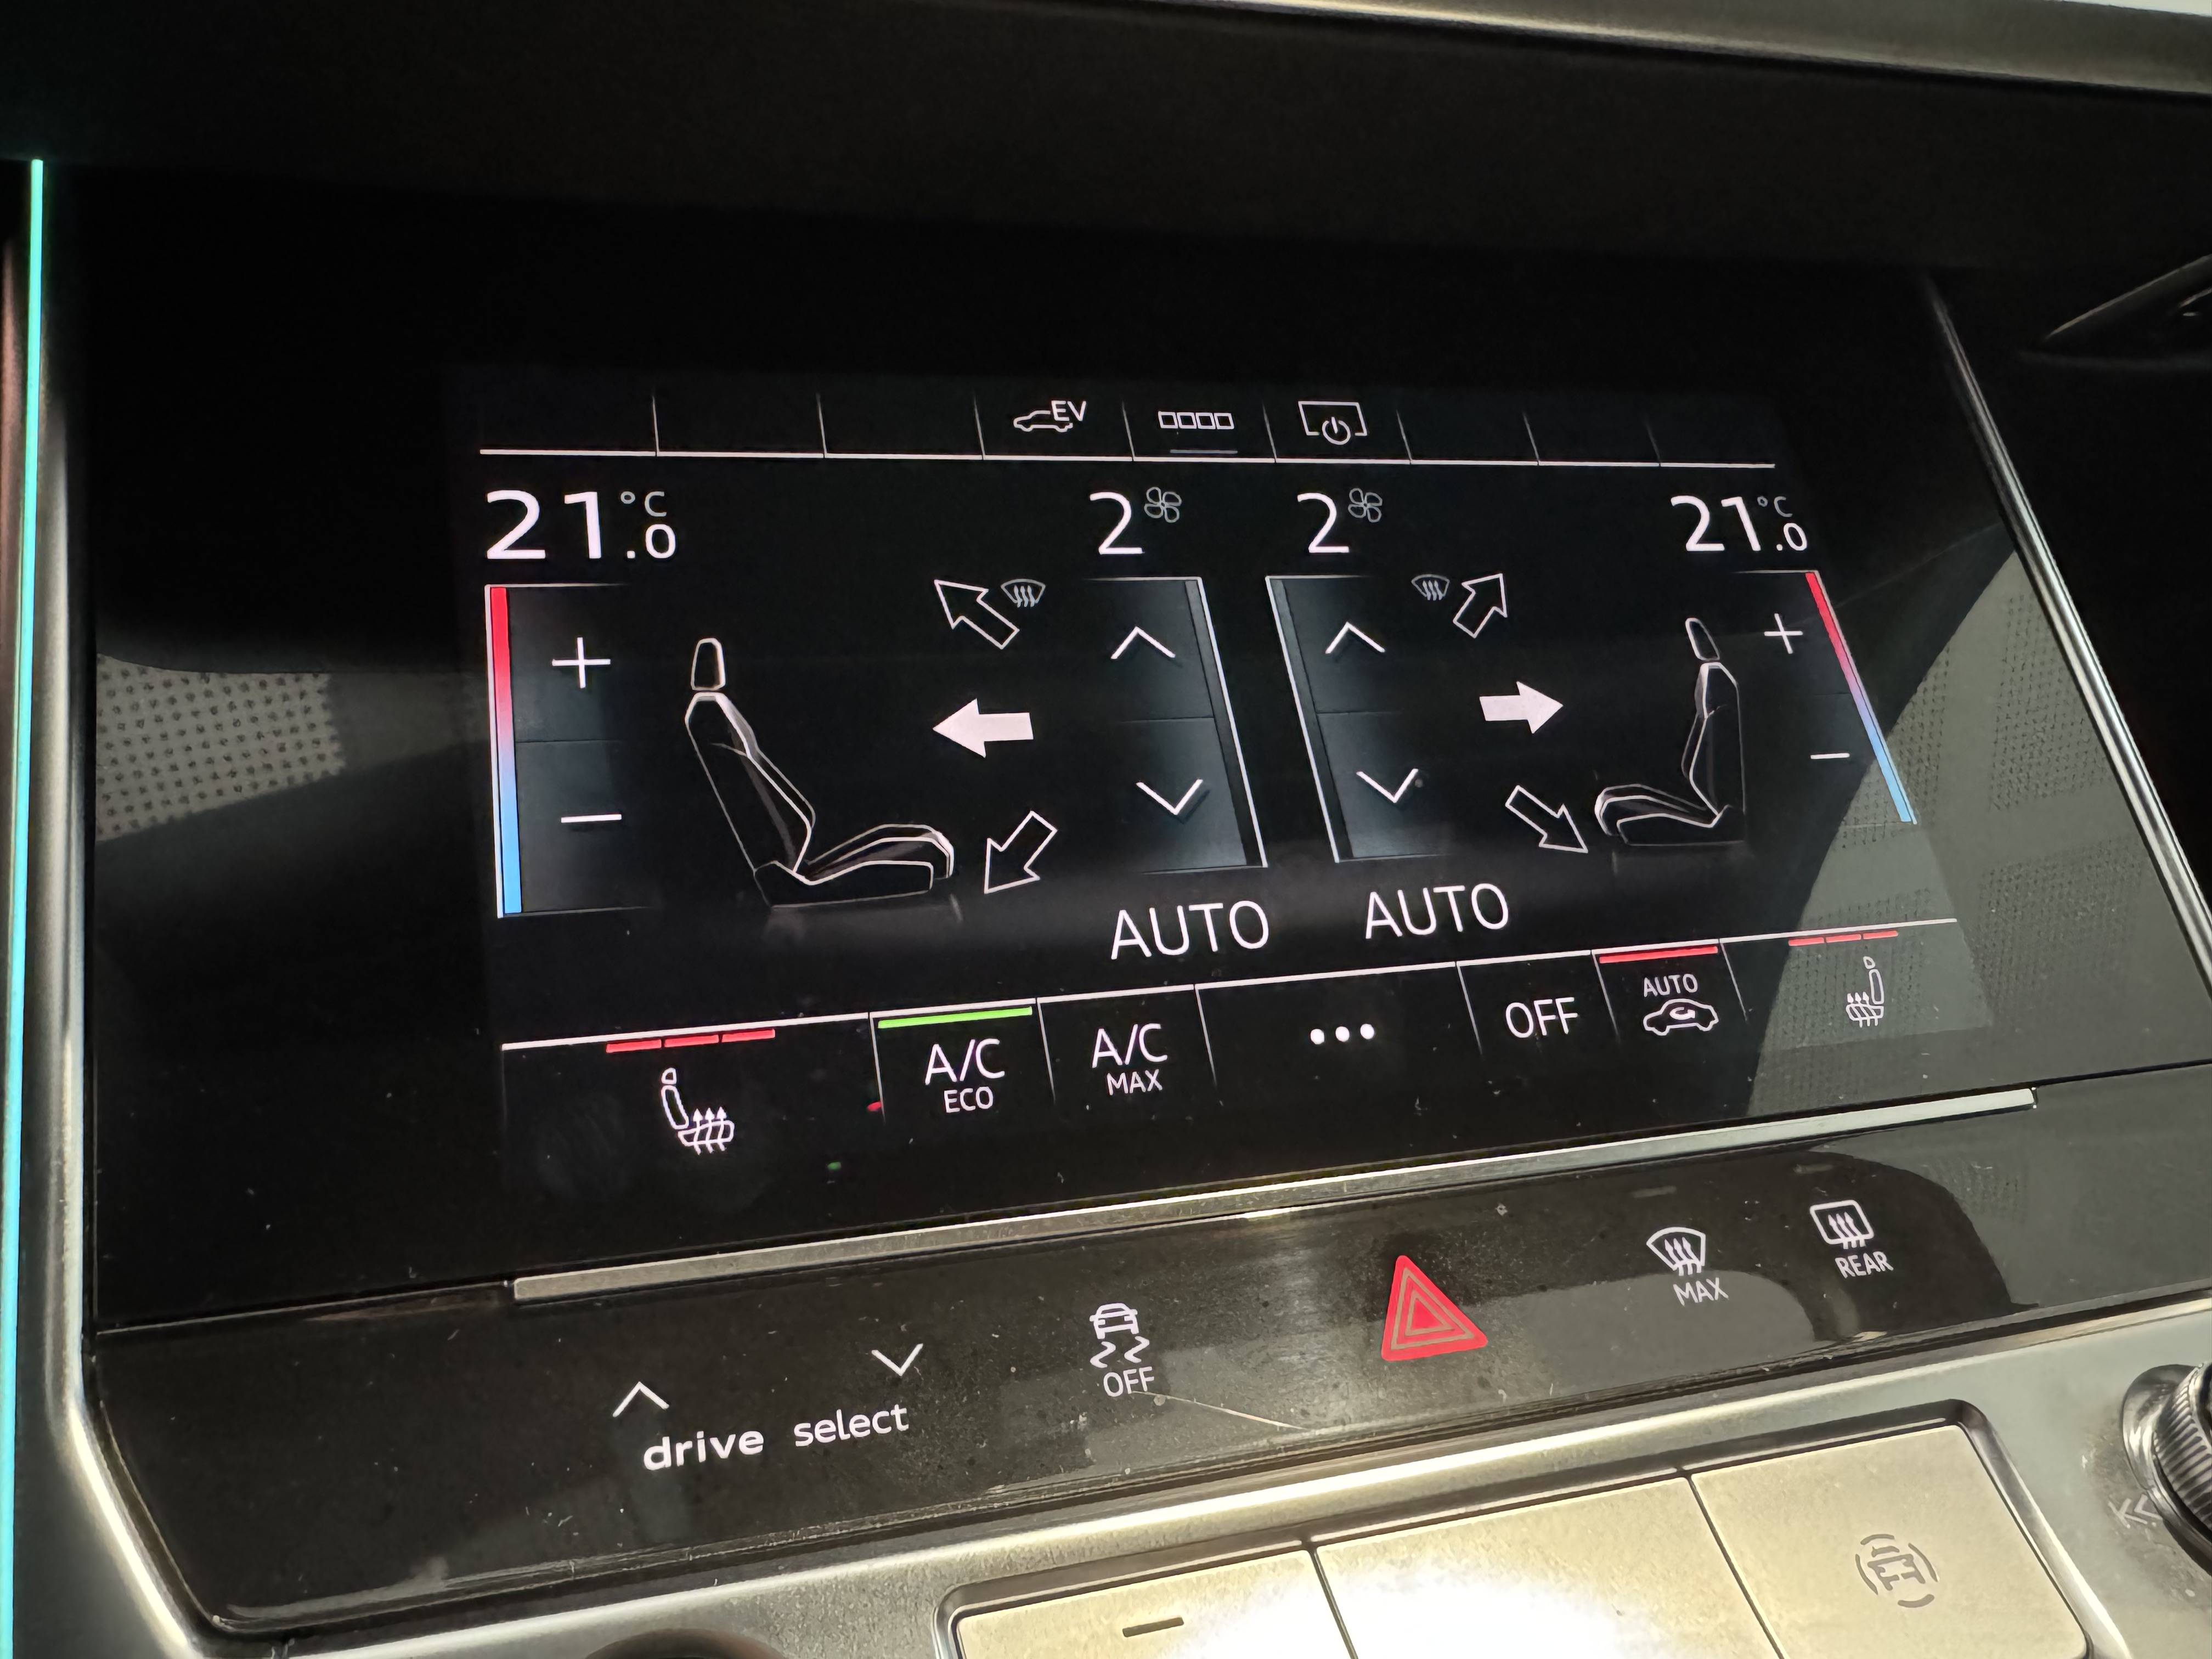 EV
21.0 °C 2 2 21.0 °C
AUTO AUTO
A/C ECO
A/C MAX
...
OFF
AUTO
drive select
OFF
MAX
REAR